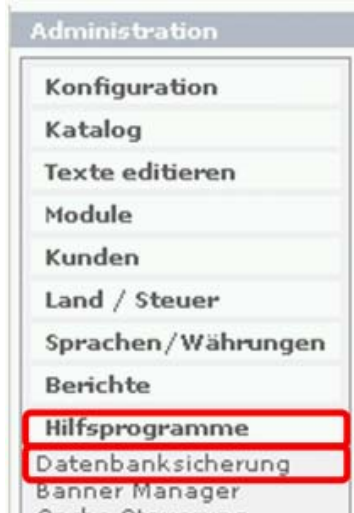 Administration
Konfiguration
Katalog
Texte editieren
Module
Kunden
Land / Steuer
Sprachen/Währungen
Berichte
Hilfsprogramme
Datenbanksicherung
Banner Manager